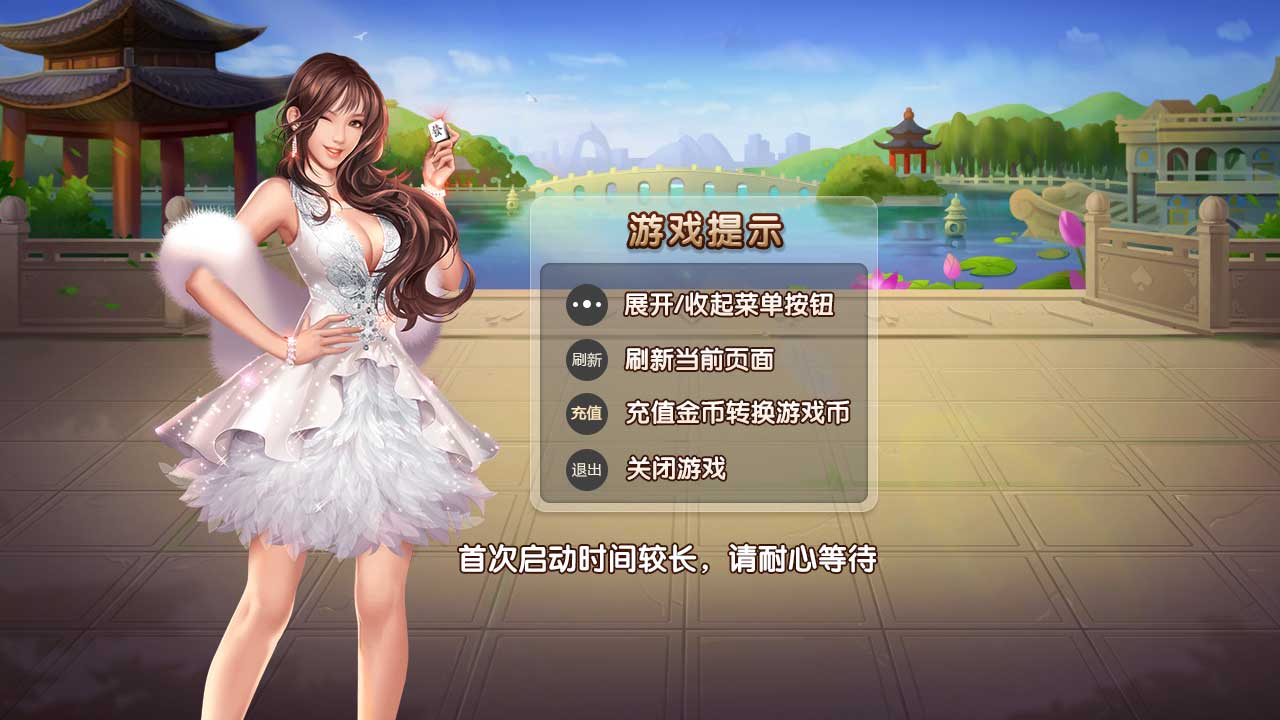 發
游戏提示
展开/收起菜单按钮
刷新 刷新当前页面
充值 充值金币转换游戏币
退出 关闭游戏
首次启动时间较长，请耐心等待